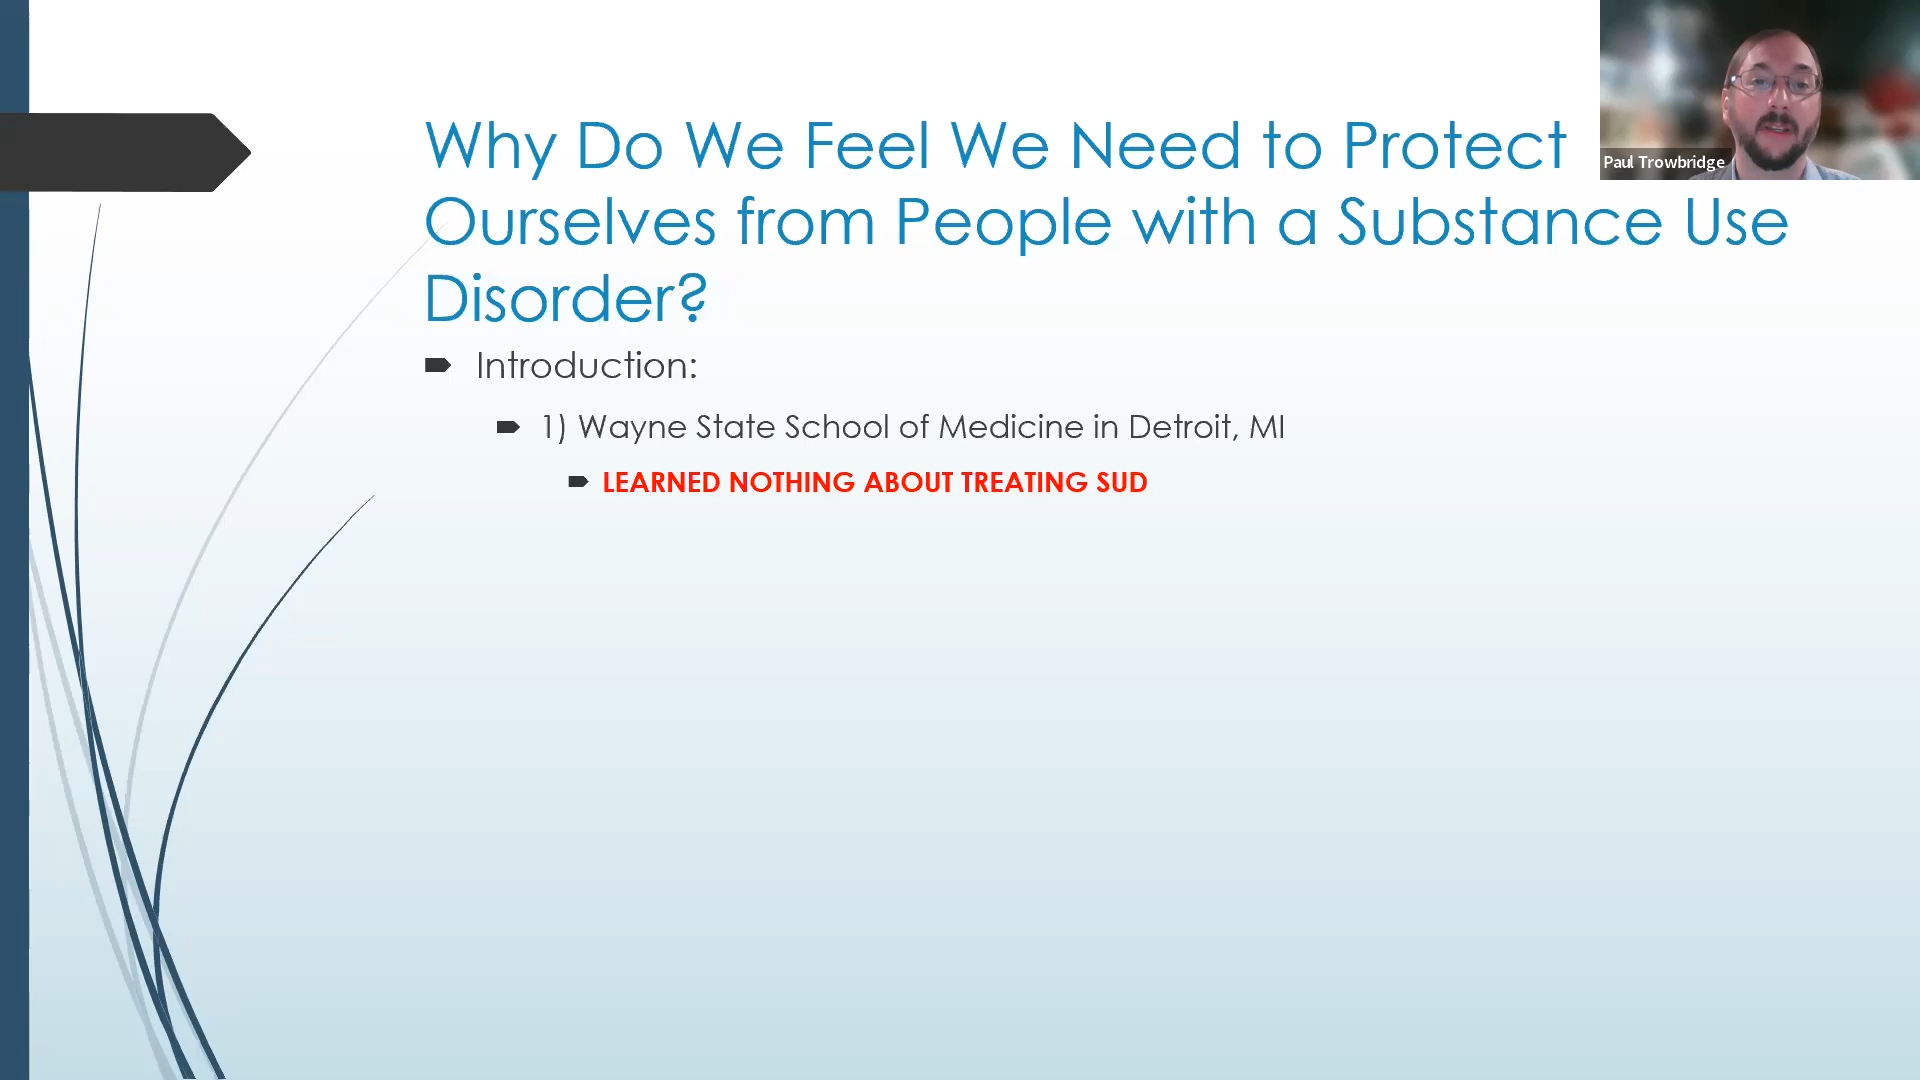 Why Do We Feel We Need to Protect
Ourselves from People with a Substance Use
Disorder?
Paul Trowbridge
Introduction:
1) Wayne State School of Medicine in Detroit, MI
LEARNED NOTHING ABOUT TREATING SUD